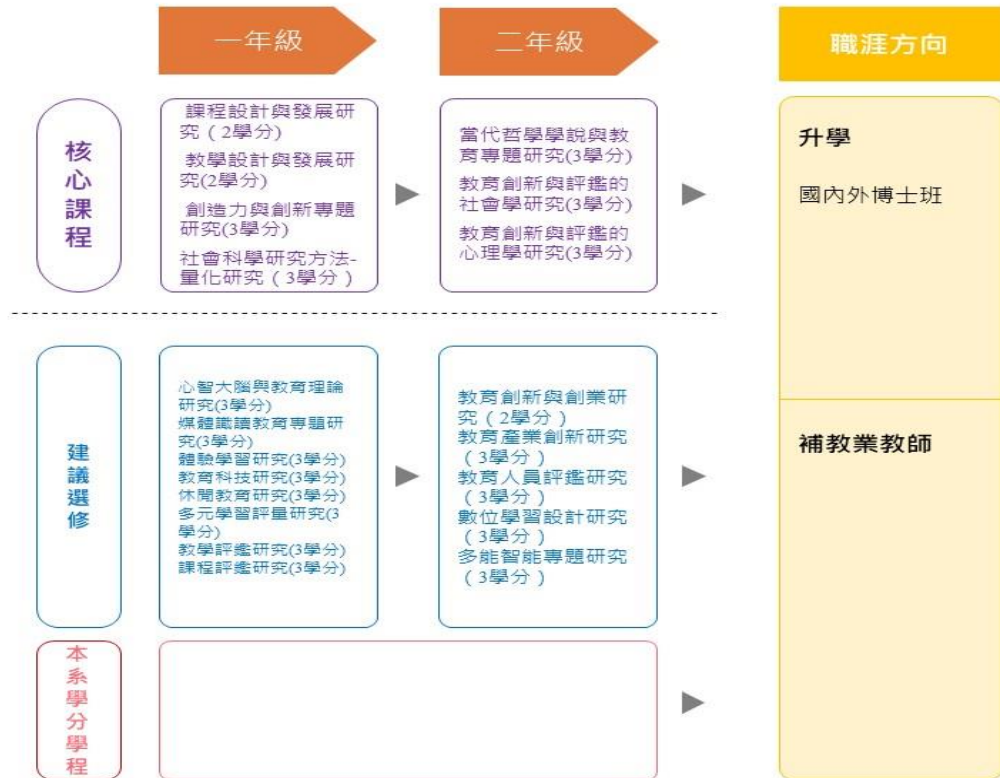 一年級
二年級
職涯方向
核心課程
課程設計與發展研
究（2學分)
教學設計與發展研
究(2學分)
創造力與創新專題
研究(3學分)
社會科學研究方法-
量化研究（3學分）
當代哲學學說與教
育專題研究(3學分)
教育創新與評鑑的
社會學研究(3學分)
教育創新與評鑑的
心理學研究(3學分)
升學
國內外博士班
建議選修
心智大腦與教育理論
研究(3學分)
媒體識讀教育專題研
究(3學分)
體驗學習研究(3學分)
教育科技研究(3學分)
休閒教育研究(3學分)
多元學習評量研究(3
學分)
教學評鑑研究(3學分)
課程評鑑研究(3學分)
教育創新與創業研
究（2學分）
教育產業創新研究
（3學分）
教育人員評鑑研究
（3學分）
數位學習設計研究
（3學分）
多能智能專題研究
（3學分）
補教業教師
本系學分學程